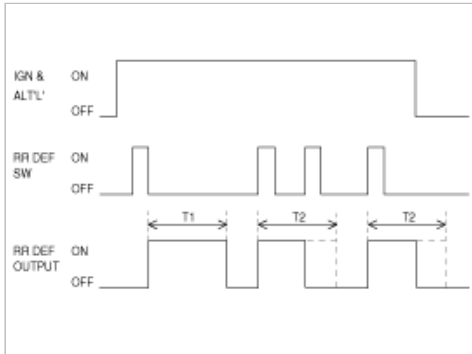 IGN & ON
ALT'L'
OFF
RR DEF ON
SW
OFF
T1 T2 T2
RR DEF ON
OUTPUT
OFF